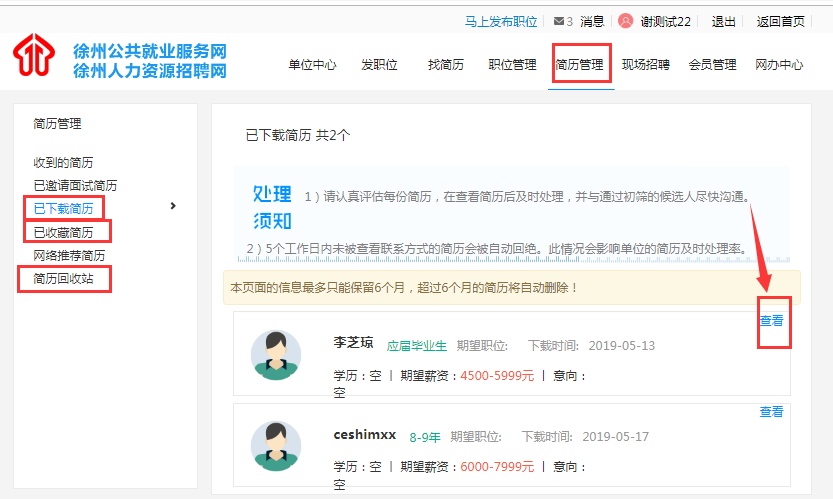 马上发布职位 3 消息 谢测试22 退出 返回首页
徐州公共就业服务网
徐州人力资源招聘网
单位中心 发职位 找简历 职位管理 简历管理 现场招聘 会员管理 网办中心
简历管理
收到的简历
已邀请面试简历
已下载简历
已收藏简历
网络推荐简历
简历回收站
已下载简历 共2个
处理
须知
1）请认真评估每份简历，在查看简历后及时处理，并与通过初筛的候选人尽快沟通。
2）5个工作日内未被查看联系方式的简历会被自动回绝。此情况会影响单位的简历及时处理率。
本页面的信息最多只能保留6个月，超过6个月的简历将自动删除！
查看
李芝琼 应届毕业生 期望职位: 下载时间: 2019-05-13
学历：空 | 期望薪资：4500-5999元 | 意向：
空
查看
ceshimxx 8-9年 期望职位: 下载时间: 2019-05-17
学历：空 | 期望薪资：6000-7999元 | 意向：
空